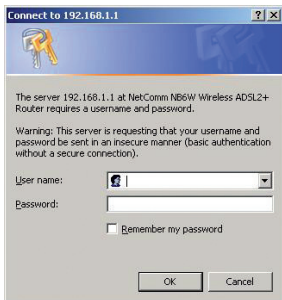 Connect to 192.168.1.1
The server 192.168.1.1 at NetComm NB6W Wireless ADSL2+
Router requires a username and password.
Warning: This server is requesting that your username and
password be sent in an insecure manner (basic authentication
without a secure connection).
User name:
Password:
Remember my password
OK Cancel